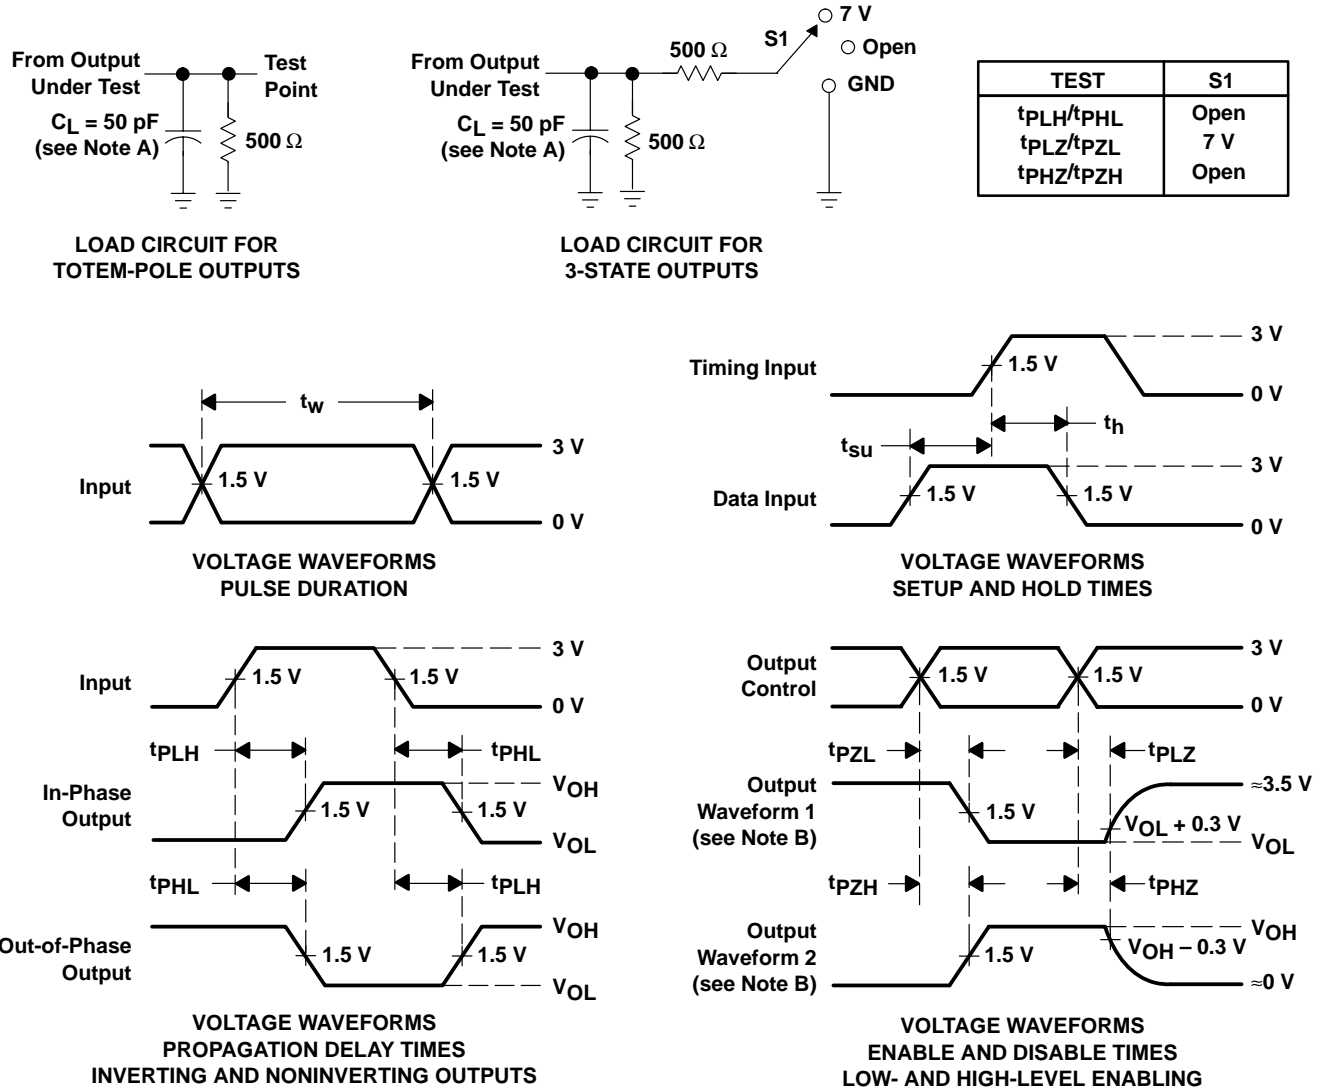 From Output
Under Test
Test
Point
CL = 50 pF
(see Note A)
500 Ω
LOAD CIRCUIT FOR
TOTEM-POLE OUTPUTS
From Output
Under Test
CL = 50 pF
(see Note A)
500 Ω
500 Ω
S1
7 V
Open
GND
LOAD CIRCUIT FOR
3-STATE OUTPUTS
TEST S1
tPLH/tPHL Open
tPLZ/tPZL 7 V
tPHZ/tPZH Open
tw
Input
1.5 V
1.5 V
3 V
0 V
VOLTAGE WAVEFORMS
PULSE DURATION
Timing Input
1.5 V
3 V
0 V
th
tsu
Data Input
1.5 V
1.5 V
3 V
0 V
VOLTAGE WAVEFORMS
SETUP AND HOLD TIMES
Input
1.5 V
1.5 V
3 V
0 V
tPLH
tPHL
In-Phase
Output
1.5 V
1.5 V
VOH
VOL
tPHL
tPLH
Out-of-Phase
Output
1.5 V
1.5 V
VOH
VOL
VOLTAGE WAVEFORMS
PROPAGATION DELAY TIMES
INVERTING AND NONINVERTING OUTPUTS
Output
Control
1.5 V
1.5 V
3 V
0 V
tPZL
tPLZ
Output
Waveform 1
(see Note B)
1.5 V
≈3.5 V
VOL + 0.3 V
VOL
tPZH
tPHZ
Output
Waveform 2
(see Note B)
1.5 V
VOH
VOH – 0.3 V
≈0 V
VOLTAGE WAVEFORMS
ENABLE AND DISABLE TIMES
LOW- AND HIGH-LEVEL ENABLING